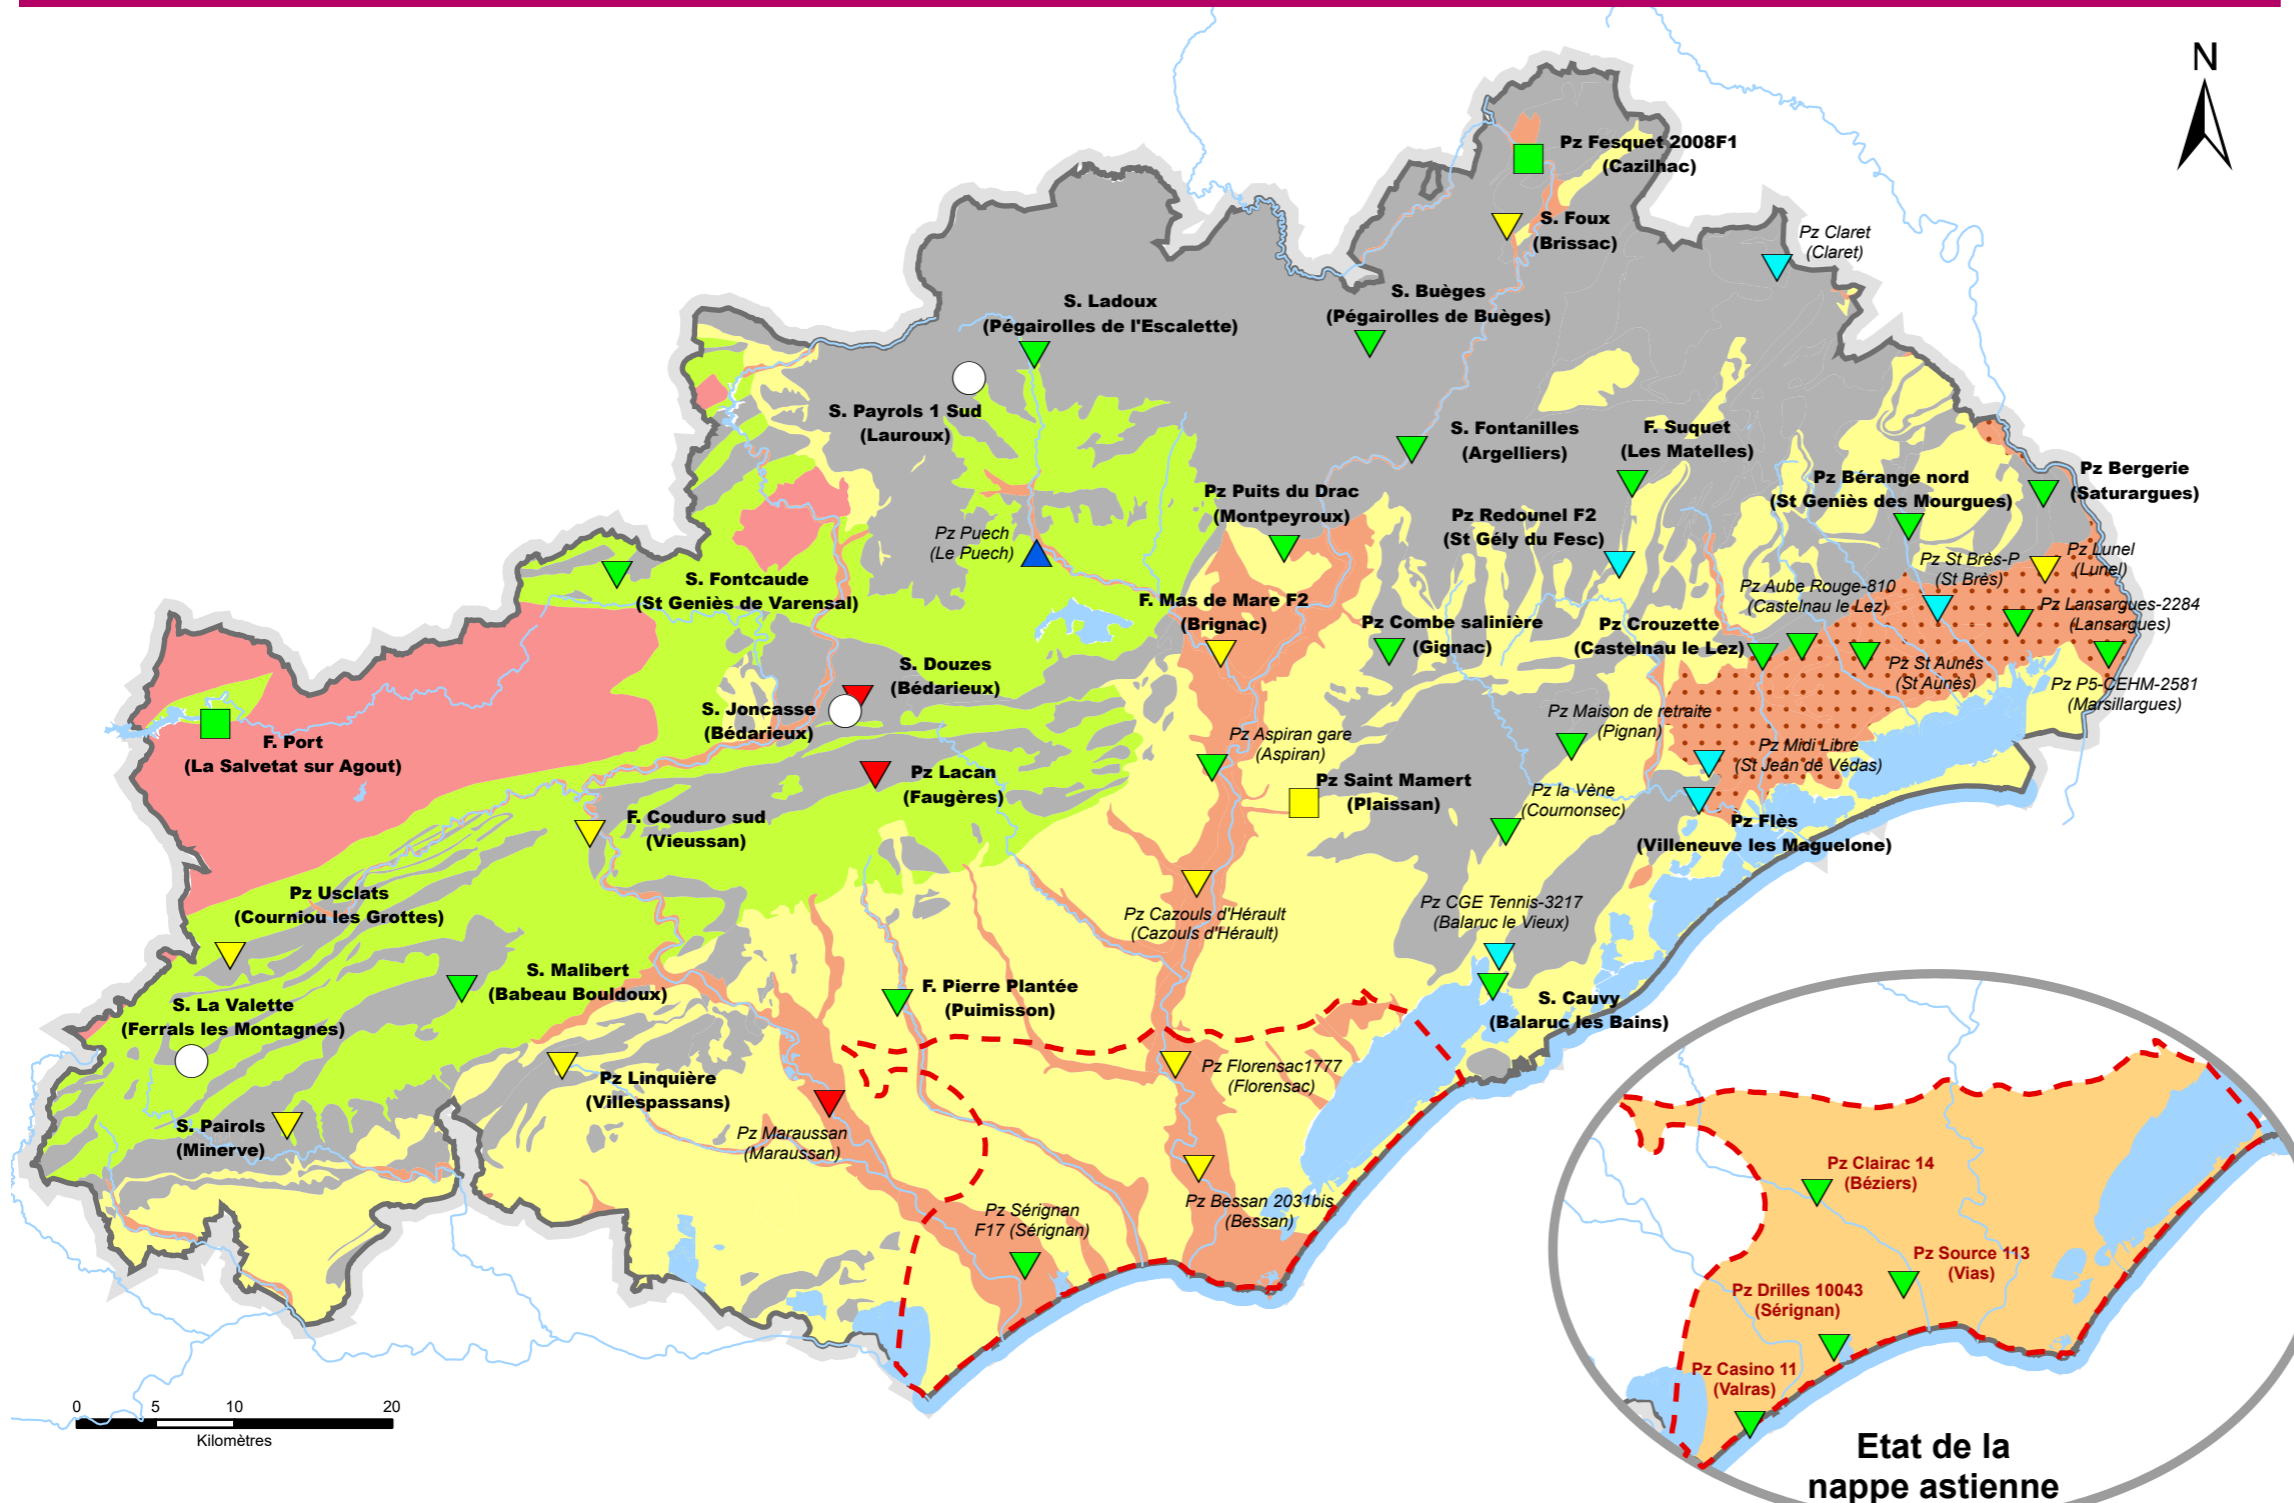 N
Pz Fesquet 2008F1
(Cazilhac)
S. Foux
(Brissac)
Pz Claret
(Claret)
S. Ladoux
(Pégairolles de l'Escalette)
S. Buèges
(Pégairolles de Buèges)
S. Payrols 1 Sud
(Lauroux)
S. Fontanilles
(Argelliers)
F. Suquet
(Les Matelles)
Pz Bérange nord
(St Geniès des Mourgues)
Pz Bergerie
(Saturargues)
Pz Puits du Drac
(Montpeyroux)
Pz Redounel F2
(St Gély du Fesc)
Pz Puech
(Le Puech)
Pz St Brès-P
(St Brès)
Pz Lunel
(Lunel)
S. Fontcaude
(St Geniès de Varensal)
Pz Aube Rouge-810
(Castelnau le Lez)
F. Mas de Mare F2
(Brignac)
Pz Combe salinière
(Gignac)
Pz Crouzette
(Castelnau le Lez)
Pz Lansargues-2284
(Lansargues)
S. Douzes
(Bédarieux)
Pz St Aunès
(St Aunès)
Pz P5-CEHM-2581
(Marsillargues)
S. Joncasse
(Bédarieux)
Pz Maison de retraite
(Pignan)
F. Port
(La Salvetat sur Agout)
Pz Aspiran gare
(Aspiran)
Pz Midi Libre
(St Jean de Védas)
Pz Lacan
(Faugères)
Pz Saint Mamert
(Plaissan)
Pz la Vène
(Cournonsec)
F. Couduro sud
(Vieussan)
Pz Flès
(Villeneuve les Maguelone)
Pz Usclats
(Courniou les Grottes)
Pz Cazouls d'Hérault
(Cazouls d'Hérault)
Pz CGE Tennis-3217
(Balaruc le Vieux)
S. Malibert
(Babeau Bouldoux)
S. La Valette
(Ferrals les Montagnes)
F. Pierre Plantée
(Puimisson)
S. Cauvy
(Balaruc les Bains)
Pz Linquière
(Villespassans)
Pz Florensac1777
(Florensac)
S. Pairols
(Minerve)
Pz Maraussan
(Maraussan)
Pz Sérignan
F17 (Sérignan)
Pz Bessan 2031bis
(Bessan)
Pz Clairac 14
(Béziers)
Pz Source 113
(Vias)
Pz Drilles 10043
(Sérignan)
Pz Casino 11
(Valras)
Etat de la
nappe astienne
0 5 10 20
Kilomètres